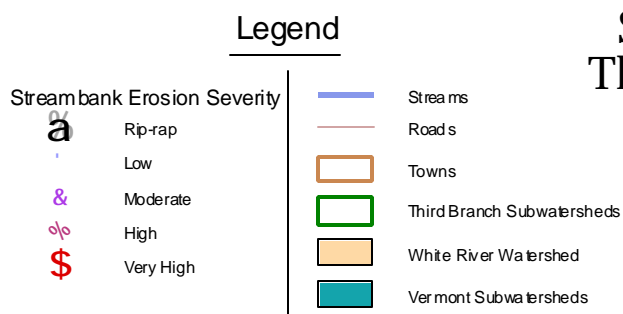 Legend
S
Th
Streambank Erosion Severity
%
a Rip-rap
' Low
& Moderate
% High
$ Very High
Streams
Roads
Towns
Third Branch Subwatersheds
White River Watershed
Vermont Subwatersheds